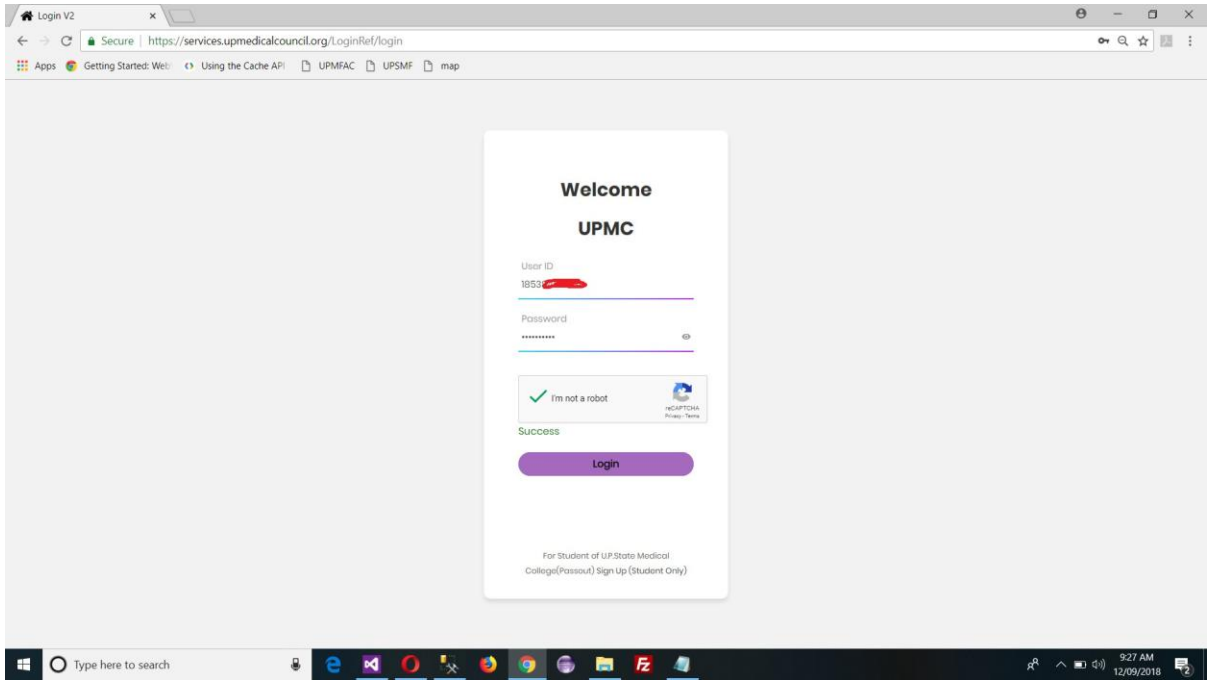 Login V2
Secure | https://services.upmedicalcouncil.org/LoginRef/login
Apps Getting Started: Web Using the Cache API UPMFAC UPSMF map
Welcome
UPMC
User ID
1853
Password
I'm not a robot
reCAPTCHA
Privacy - Terms
Success
Login
For Student of U.P.State Medical
College(Passout) Sign Up (Student Only)
Type here to search
9:27 AM
12/09/2018
2